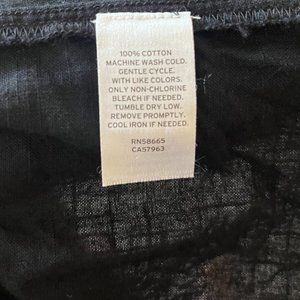 100% COTTON
MACHINE WASH COLD.
GENTLE CYCLE.
WITH LIKE COLORS.
ONLY NON-CHLORINE
BLEACH IF NEEDED.
TUMBLE DRY LOW.
REMOVE PROMPTLY.
COOL IRON IF NEEDED.
RN58665
CA57963